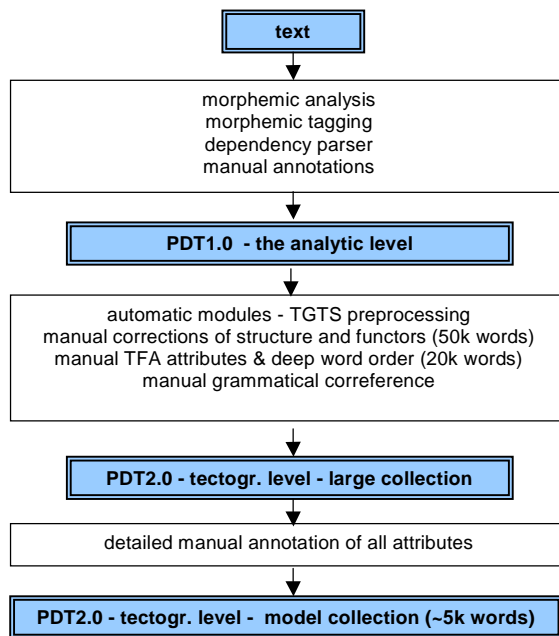 text
morphemic analysis
morphemic tagging
dependency parser
manual annotations
PDT1.0 - the analytic level
automatic modules - TGTS preprocessing
manual corrections of structure and functors (50k words)
manual TFA attributes & deep word order (20k words)
manual grammatical correference
PDT2.0 - tectogr. level - large collection
detailed manual annotation of all attributes
PDT2.0 - tectogr. level - model collection (~5k words)